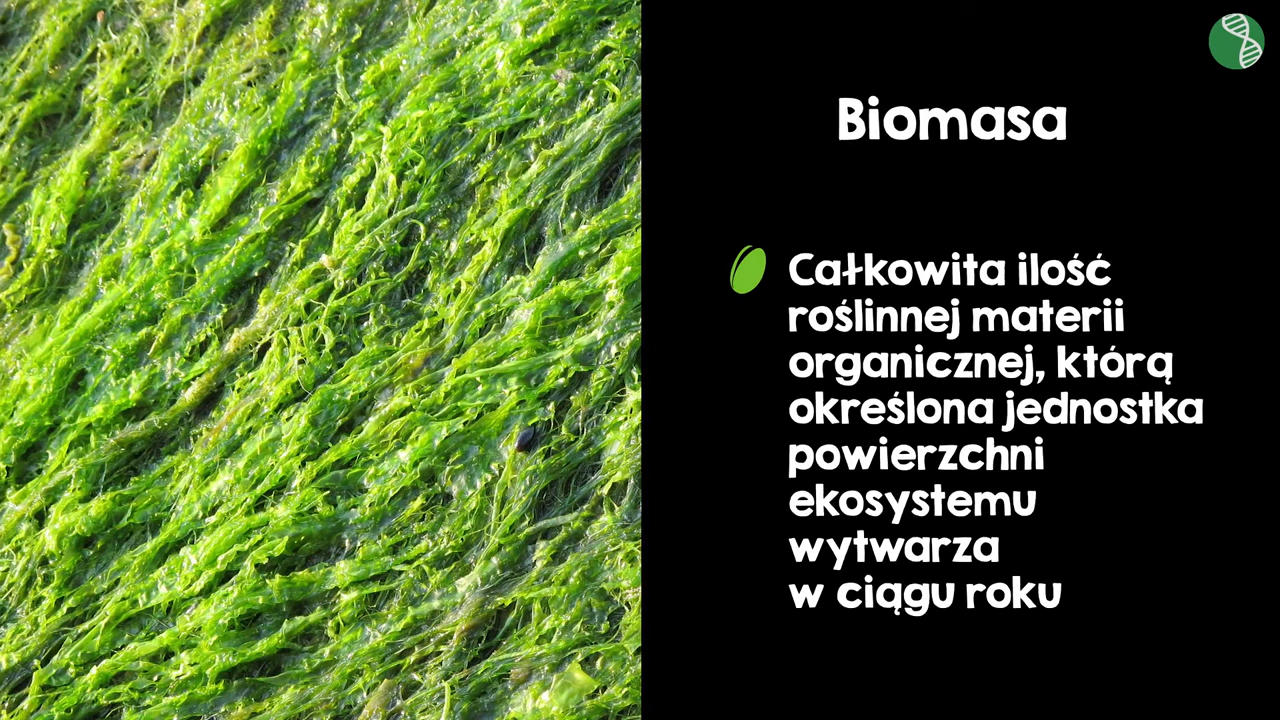 Biomasa
Całkowita ilość
roślinnej materii
organicznej, którą
określona jednostka
powierzchni
ekosystemu
wytwarza
w ciągu roku